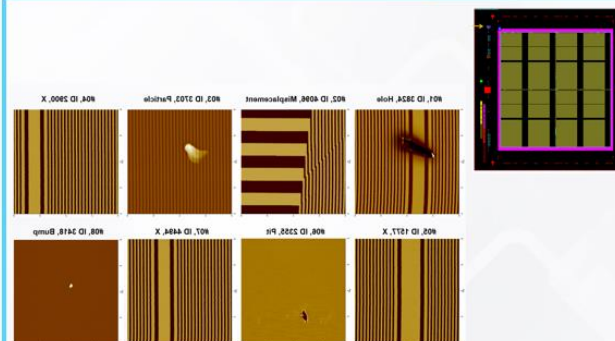 #01, ID 3824, Hole
#02, ID 4096, Misplacement
#03, ID 3703, Particle
#04, ID 2900, X
#05, ID 1577, X
#06, ID 2355, Pit
#07, ID 4494, X
#08, ID 3418, Bump